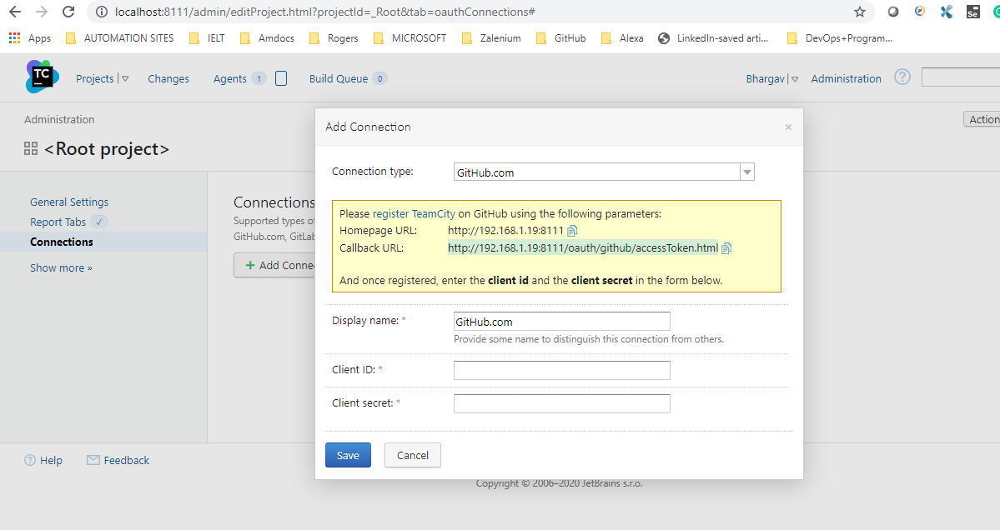 localhost:8111/admin/editProject.html?projectId=_Root&tab=oauthConnections#
Se
Apps AUTOMATION SITES IELT Amdocs Rogers MICROSOFT Zalenium GitHub Alexa LinkedIn-saved arti... DevOps+Program...
TC Projects Changes Agents 1 Build Queue 0 Bhargav Administration ?
Administration
Action
<Root project>
General Settings
Report Tabs
Connections
Show more »
Connections
Supported types o
GitHub.com, GitLab
+ Add Conne
Add Connection ×
Connection type: GitHub.com
Please register TeamCity on GitHub using the following parameters:
Homepage URL: http://192.168.1.19:8111
Callback URL: http://192.168.1.19:8111/oauth/github/accessToken.html
And once registered, enter the client id and the client secret in the form below.
Display name: * GitHub.com
Provide some name to distinguish this connection from others.
Client ID: *
Client secret: *
Save Cancel
? Help Feedback
Copyright © 2006–2020 JetBrains s.r.o.